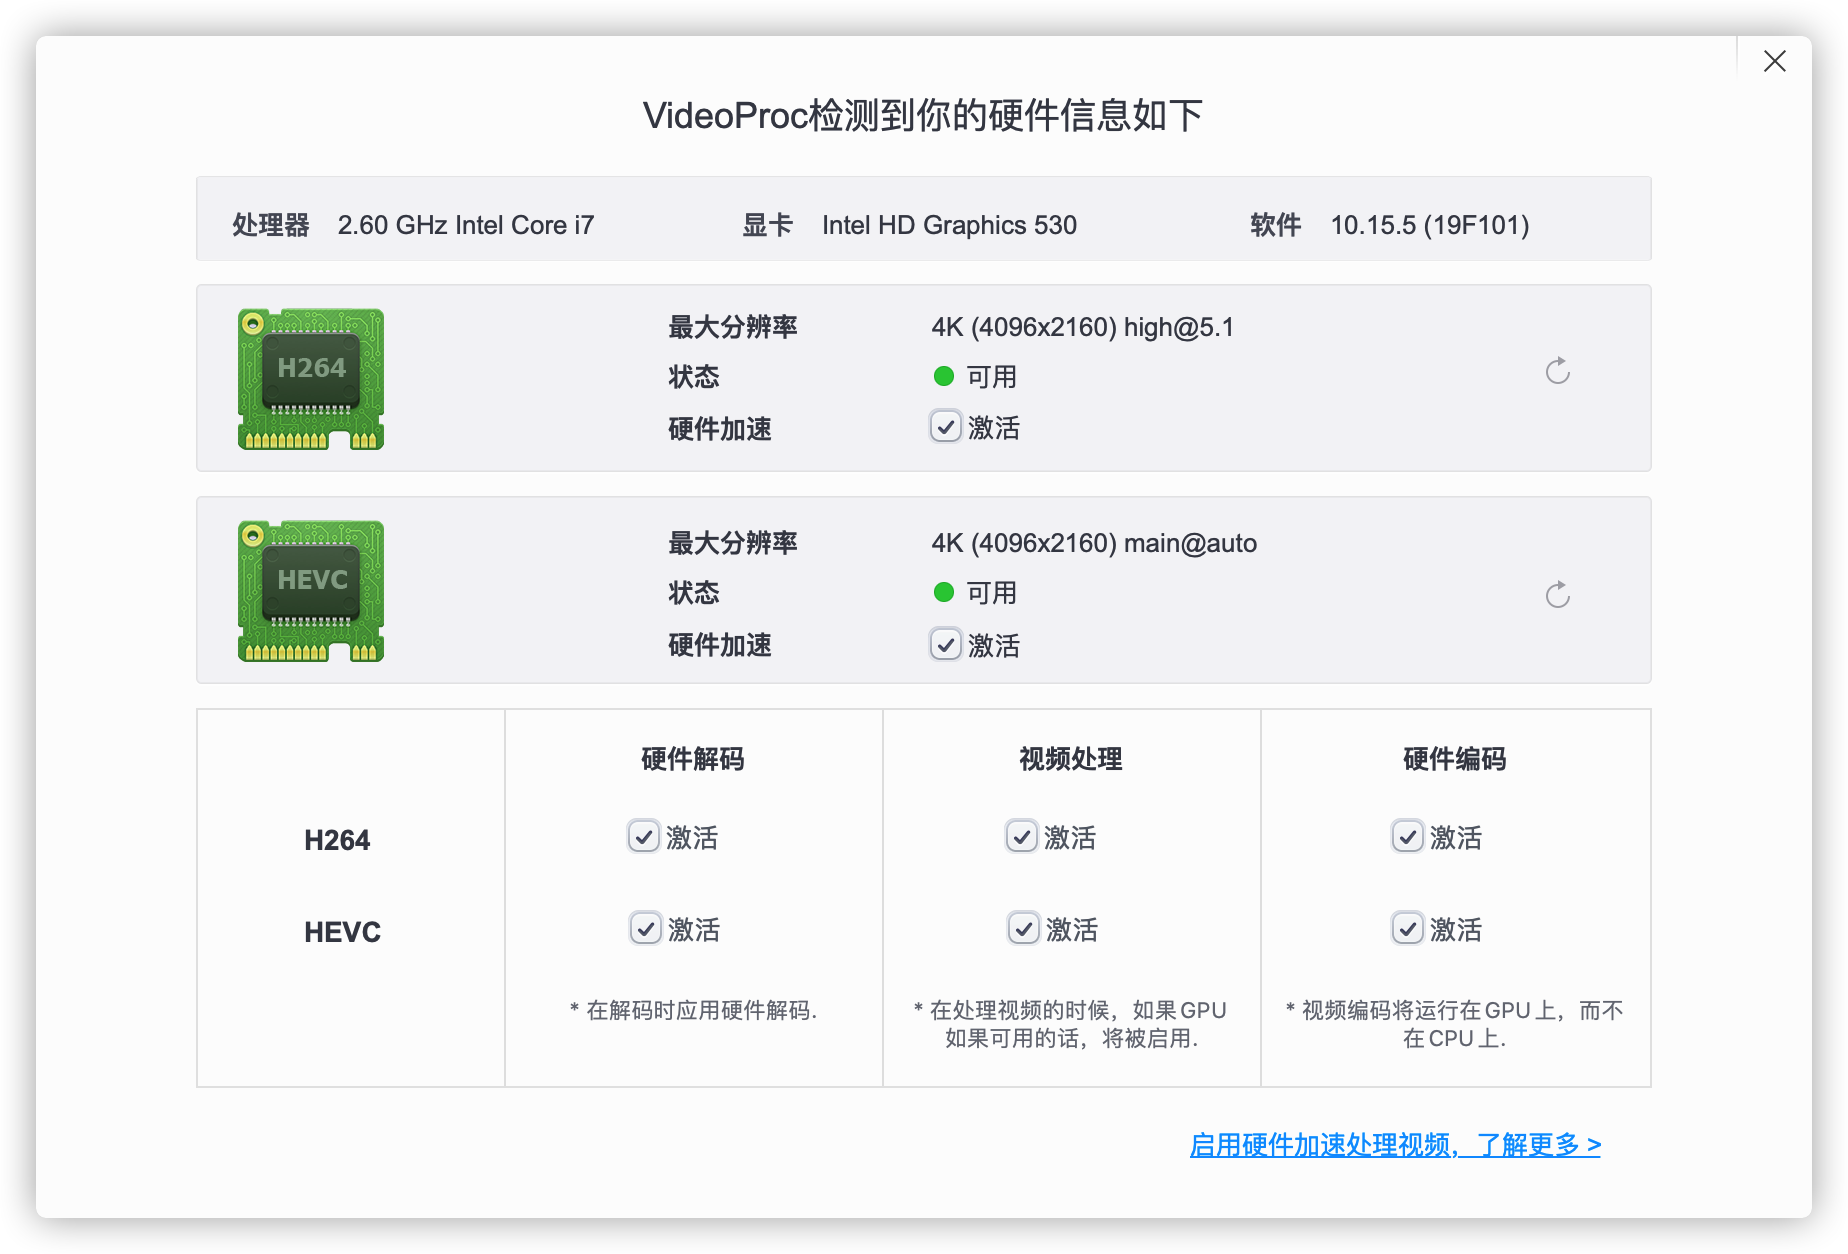 VideoProc检测到你的硬件信息如下
处理器 2.60 GHz Intel Core i7 显卡 Intel HD Graphics 530 软件 10.15.5 (19F101)
H264
最大分辨率 4K (4096x2160) high@5.1
状态 可用
硬件加速 激活
HEVC
最大分辨率 4K (4096x2160) main@auto
状态 可用
硬件加速 激活
硬件解码 视频处理 硬件编码
H264 激活 激活 激活
HEVC 激活 激活 激活
* 在解码时应用硬件解码.
* 在处理视频的时候，如果GPU
如果可用的话，将被启用.
* 视频编码将运行在GPU上，而不
在CPU上.
启用硬件加速处理视频，了解更多 >